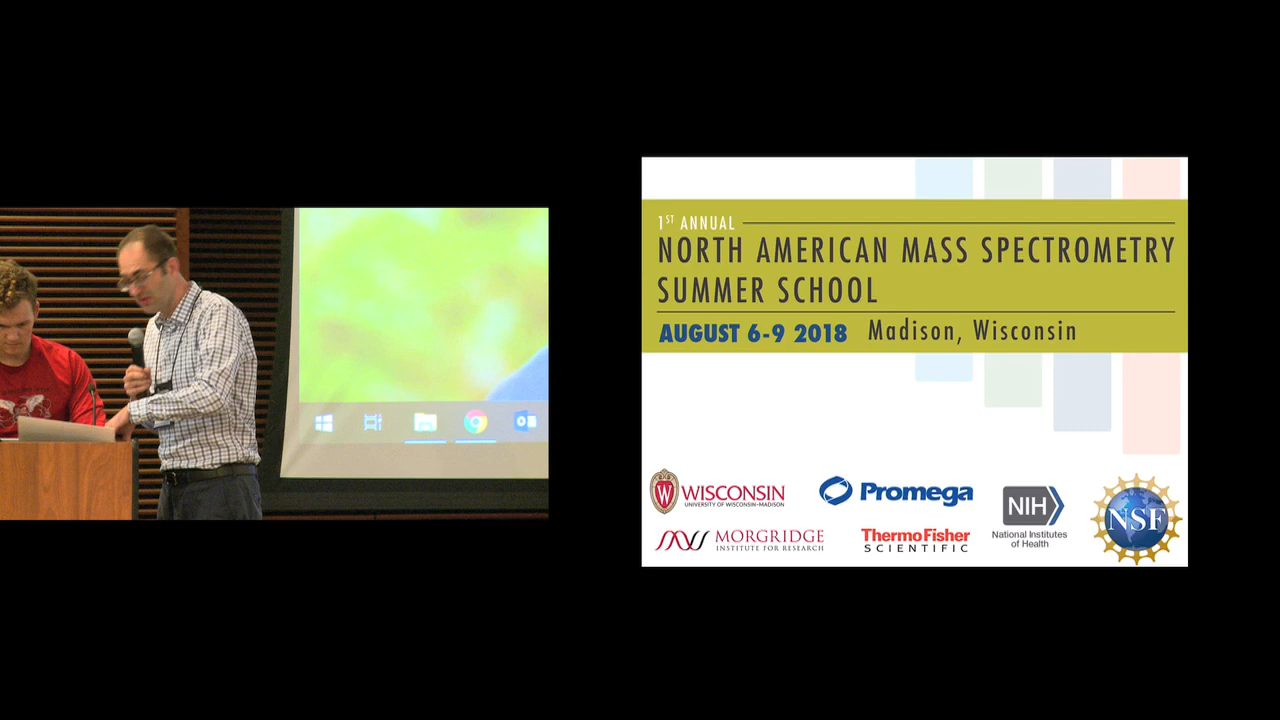 1ST ANNUAL
NORTH AMERICAN MASS SPECTROMETRY
SUMMER SCHOOL
AUGUST 6-9 2018 Madison, Wisconsin
W WISCONSIN
UNIVERSITY OF WISCONSIN–MADISON
Promega
NIH
National Institutes
of Health
NSF
MORGRIDGE
INSTITUTE FOR RESEARCH
ThermoFisher
SCIENTIFIC